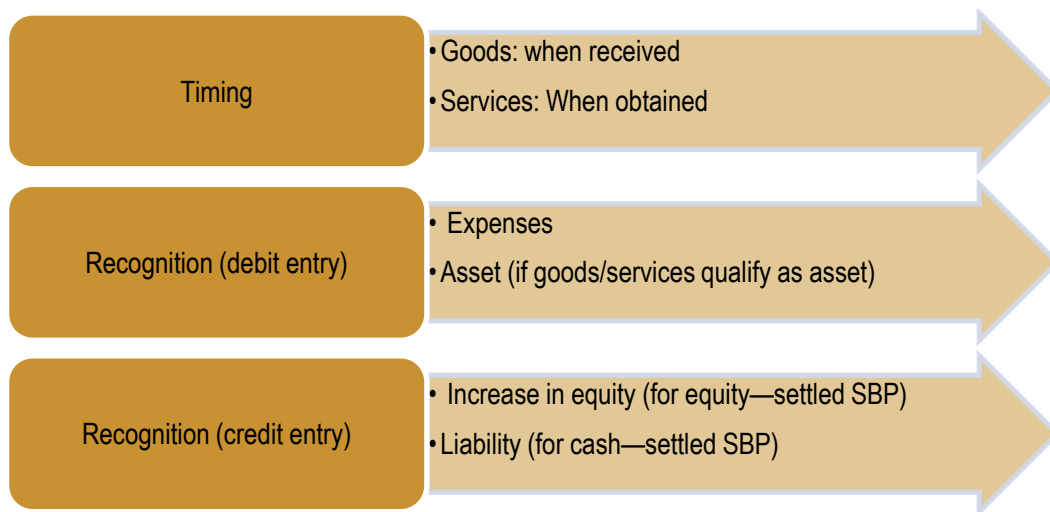 Timing
• Goods: when received
• Services: When obtained
Recognition (debit entry)
• Expenses
• Asset (if goods/services qualify as asset)
Recognition (credit entry)
• Increase in equity (for equity—settled SBP)
• Liability (for cash—settled SBP)